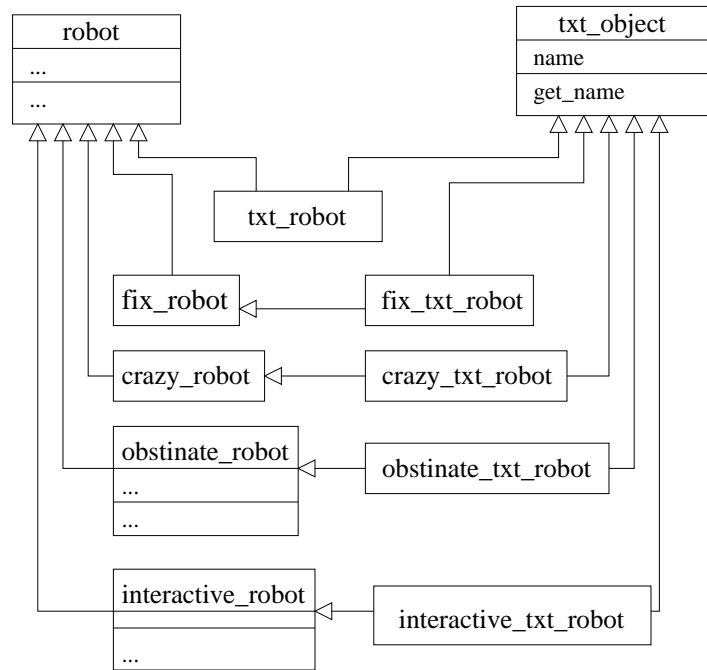 robot
...
...
txt_object
name
get_name
txt_robot
fix_robot
fix_txt_robot
crazy_robot
crazy_txt_robot
obstinate_robot
...
...
obstinate_txt_robot
interactive_robot
...
interactive_txt_robot